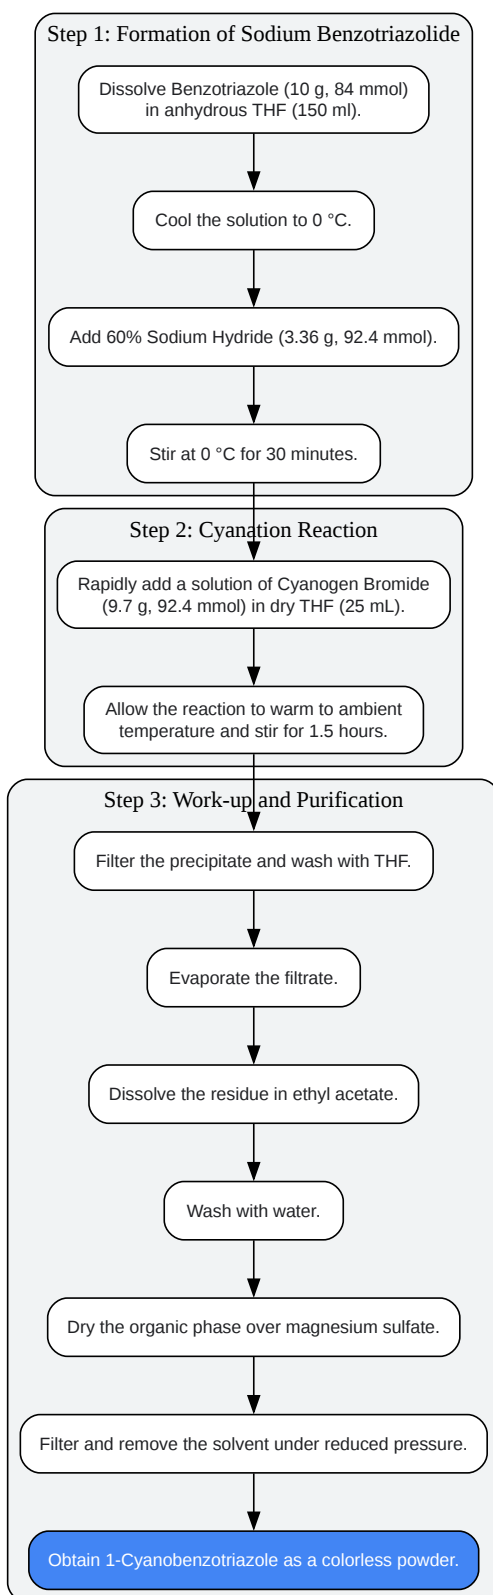 Step 1: Formation of Sodium Benzotriazolide
Dissolve Benzotriazole (10 g, 84 mmol)
in anhydrous THF (150 ml).
Cool the solution to 0 °C.
Add 60% Sodium Hydride (3.36 g, 92.4 mmol).
Stir at 0 °C for 30 minutes.
Step 2: Cyanation Reaction
Rapidly add a solution of Cyanogen Bromide
(9.7 g, 92.4 mmol) in dry THF (25 mL).
Allow the reaction to warm to ambient
temperature and stir for 1.5 hours.
Step 3: Work-up and Purification
Filter the precipitate and wash with THF.
Evaporate the filtrate.
Dissolve the residue in ethyl acetate.
Wash with water.
Dry the organic phase over magnesium sulfate.
Filter and remove the solvent under reduced pressure.
Obtain 1-Cyanobenzotriazole as a colorless powder.